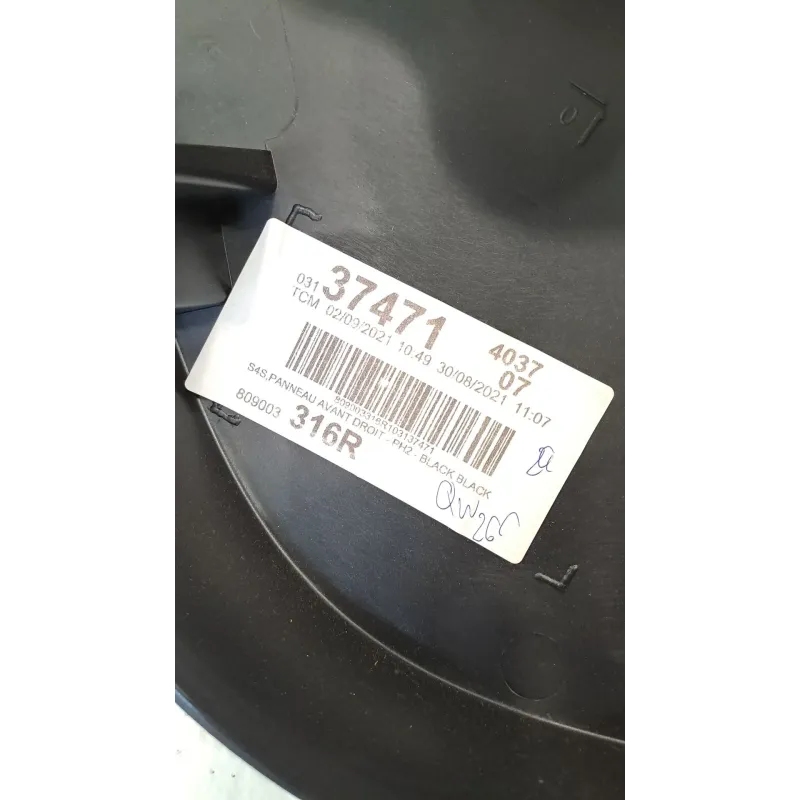 031 37471 4037
TCM 02/09/2021 10:49 30/08/2021 11:07
07
809003316R103137471
S4S,PANNEAU AVANT DROIT - PH2 - BLACK BLACK
809003 316R